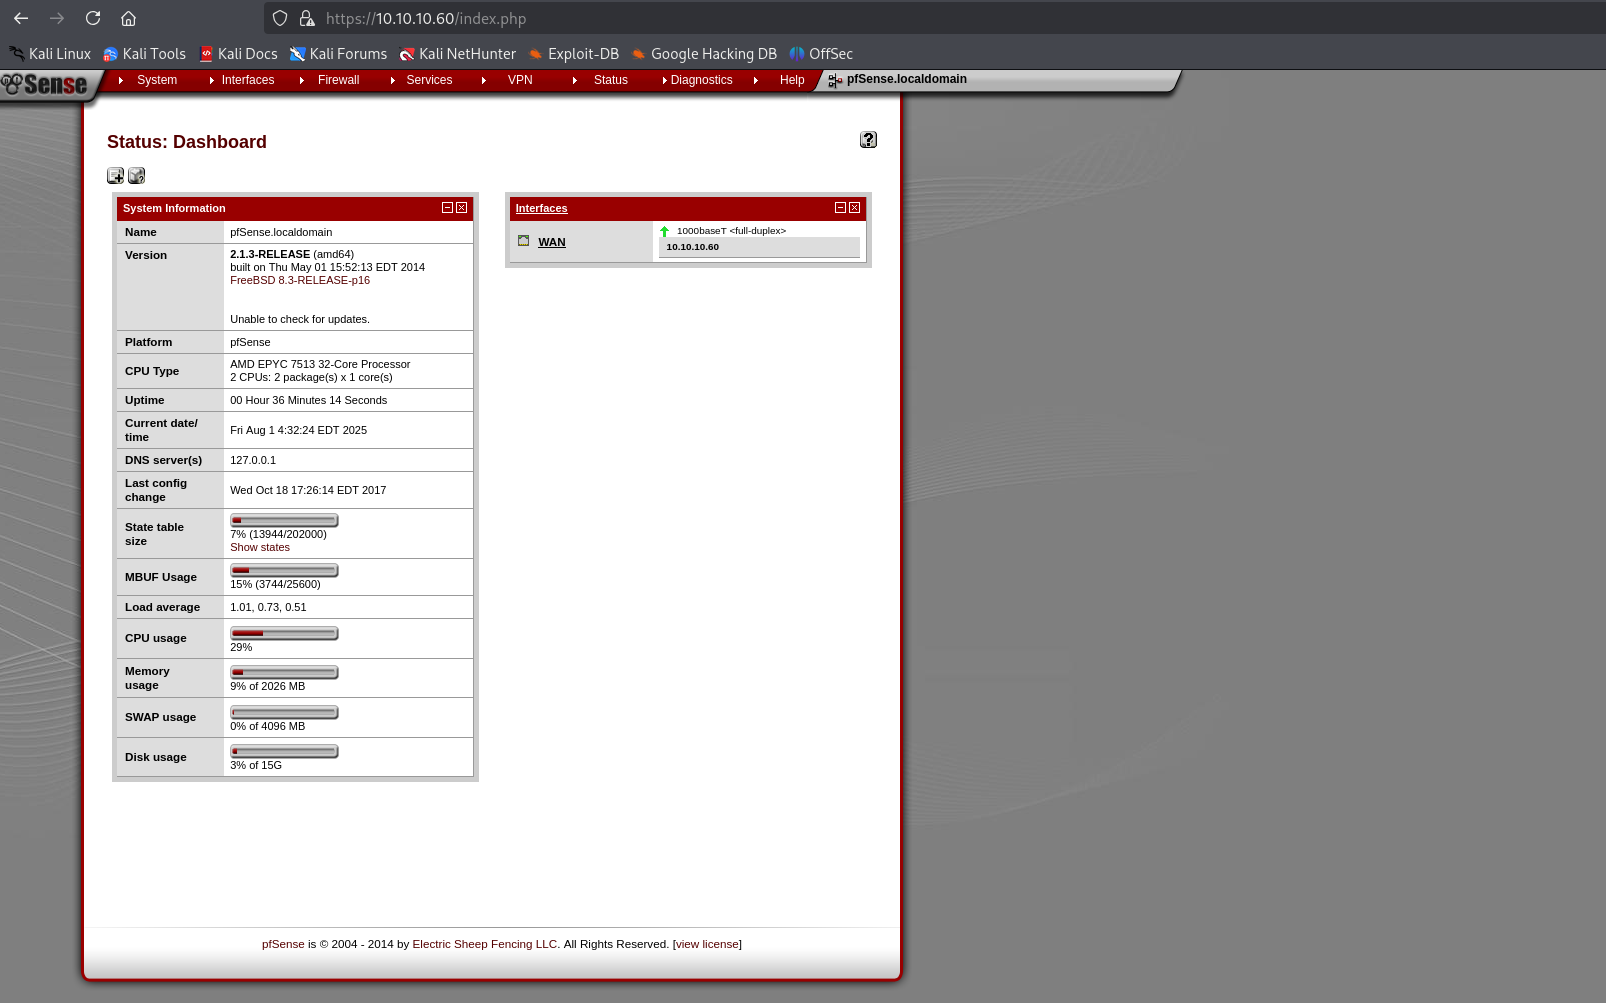 https://10.10.10.60/index.php
Kali Linux Kali Tools Kali Docs Kali Forums Kali NetHunter Exploit-DB Google Hacking DB OffSec
Sense System Interfaces Firewall Services VPN Status Diagnostics Help pfSense.localdomain
Status: Dashboard
System Information
Name pfSense.localdomain
Version 2.1.3-RELEASE (amd64)
built on Thu May 01 15:52:13 EDT 2014
FreeBSD 8.3-RELEASE-p16
Unable to check for updates.
Platform pfSense
CPU Type AMD EPYC 7513 32-Core Processor
2 CPUs: 2 package(s) x 1 core(s)
Uptime 00 Hour 36 Minutes 14 Seconds
Current date/
time Fri Aug 1 4:32:24 EDT 2025
DNS server(s) 127.0.0.1
Last config
change Wed Oct 18 17:26:14 EDT 2017
State table
size 7% (13944/202000)
Show states
MBUF Usage 15% (3744/25600)
Load average 1.01, 0.73, 0.51
CPU usage 29%
Memory
usage 9% of 2026 MB
SWAP usage 0% of 4096 MB
Disk usage 3% of 15G
Interfaces
WAN 1000baseT <full-duplex>
10.10.10.60
pfSense is © 2004 - 2014 by Electric Sheep Fencing LLC. All Rights Reserved. [view license]